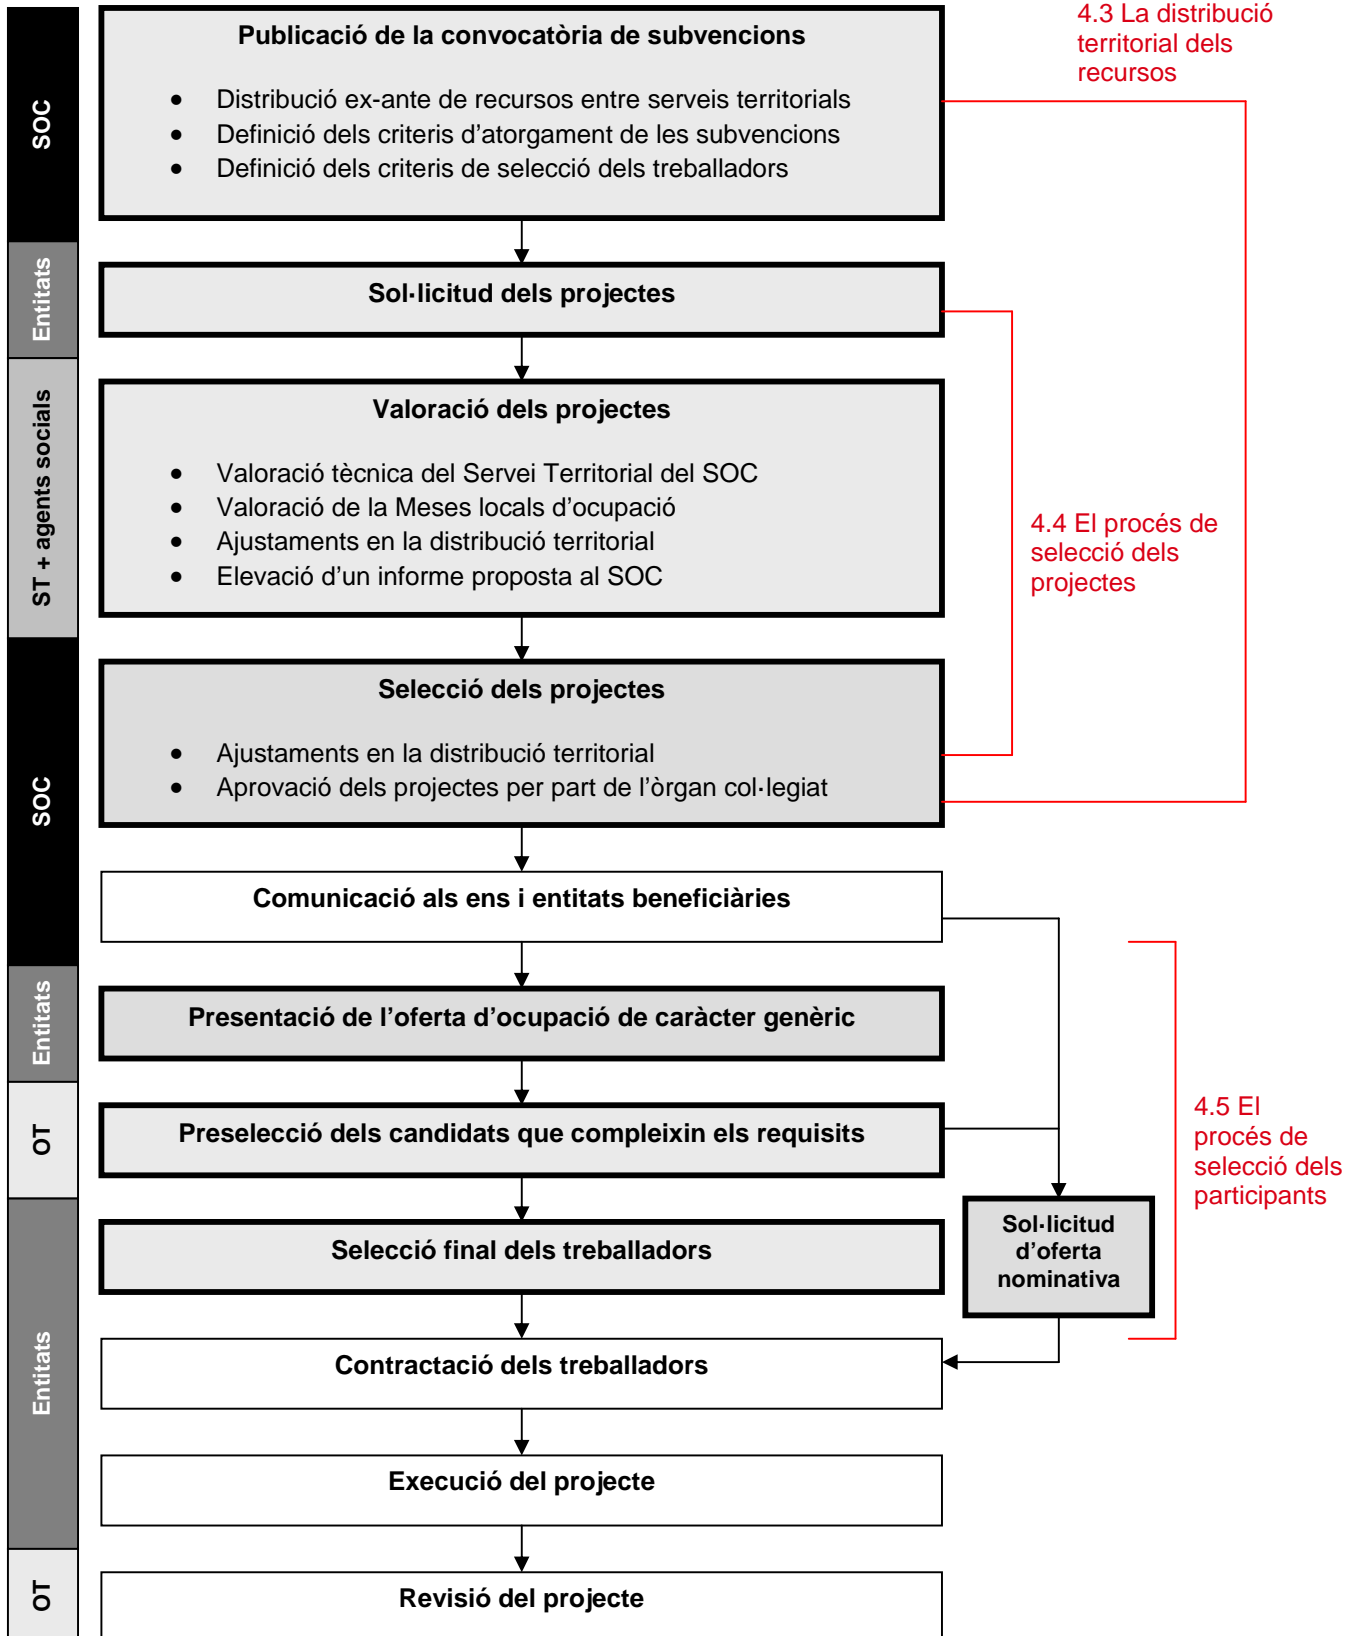 SOC
Publicació de la convocatòria de subvencions
• Distribució ex-ante de recursos entre serveis territorials
• Definició dels criteris d’atorgament de les subvencions
• Definició dels criteris de selecció dels treballadors
4.3 La distribució
territorial dels
recursos
Entitats
Sol·licitud dels projectes
ST + agents socials
Valoració dels projectes
• Valoració tècnica del Servei Territorial del SOC
• Valoració de la Meses locals d’ocupació
• Ajustaments en la distribució territorial
• Elevació d’un informe proposta al SOC
4.4 El procés de
selecció dels
projectes
SOC
Selecció dels projectes
• Ajustaments en la distribució territorial
• Aprovació dels projectes per part de l’òrgan col·legiat
Comunicació als ens i entitats beneficiàries
Entitats
Presentació de l’oferta d’ocupació de caràcter genèric
OT
Preselecció dels candidats que compleixin els requisits
4.5 El
procés de
selecció dels
participants
Entitats
Selecció final dels treballadors
Sol·licitud
d’oferta
nominativa
Contractació dels treballadors
Execució del projecte
OT
Revisió del projecte